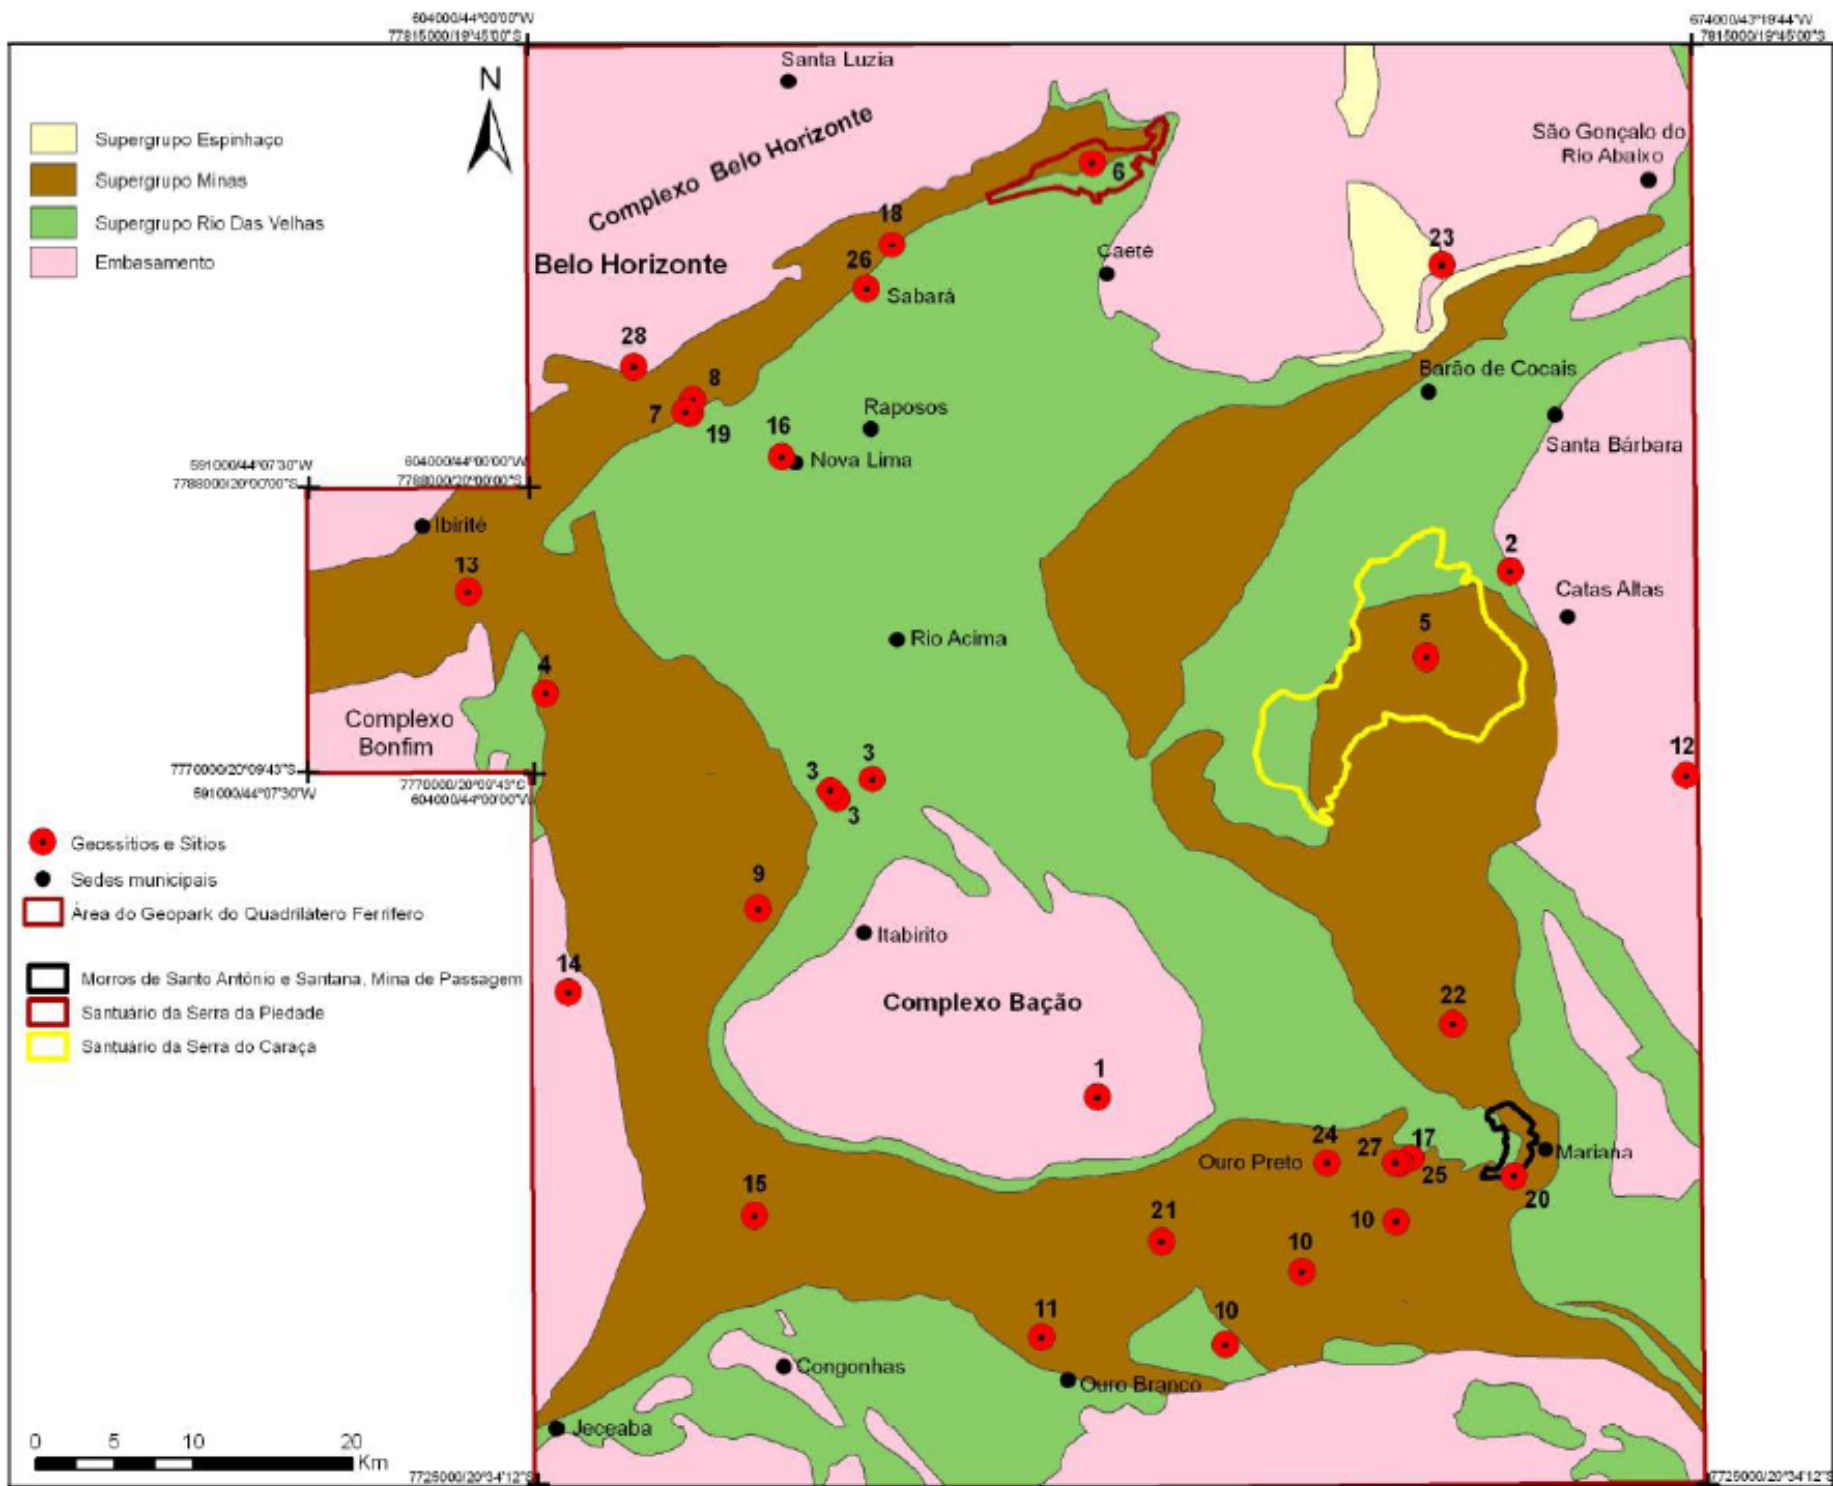 604000/44°00'00"W
77815000/19°45'00"S
674000/43°19'44"W
7815000/19°45'00"S
N
Supergrupo Espinhaço
Supergrupo Minas
Supergrupo Rio Das Velhas
Embasamento
Santa Luzia
Complexo Belo Horizonte
São Gonçalo do
Rio Abaixo
6
18
23
Belo Horizonte
Caeté
26
Sabará
28
8
Barão de Cocais
7
19
Raposos
16
Nova Lima
Santa Bárbara
591000/44°07'30"W
7788000/20°00'00"S
604000/44°00'00"W
7788000/20°00'00"S
Ibirité
13
2
Catas Altas
5
Rio Acima
4
Complexo
Bonfim
12
3
3
3
7770000/20°09'43"S
591000/44°07'30"W
604000/44°00'00"W
Geossítios e Sítios
Sedes municipais
Área do Geopark do Quadrilátero Ferrífero
9
Itabirito
14
Morros de Santo Antônio e Santana, Mina de Passagem
Santuário da Serra da Piedade
Santuário da Serra do Caraça
Complexo Bação
22
1
24
27
17
Ouro Preto
25
Mariana
20
15
21
10
10
11
10
Congonhas
Ouro Branco
Jeceaba
0 5 10 20
Km
7725000/20°34'12"S
7725000/20°34'12"S